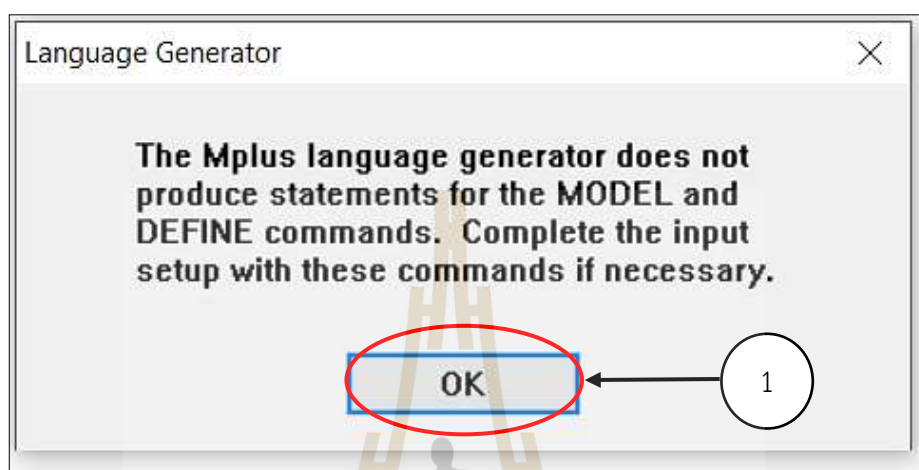 Language Generator
The Mplus language generator does not
produce statements for the MODEL and
DEFINE commands.  Complete the input
setup with these commands if necessary.
OK
1